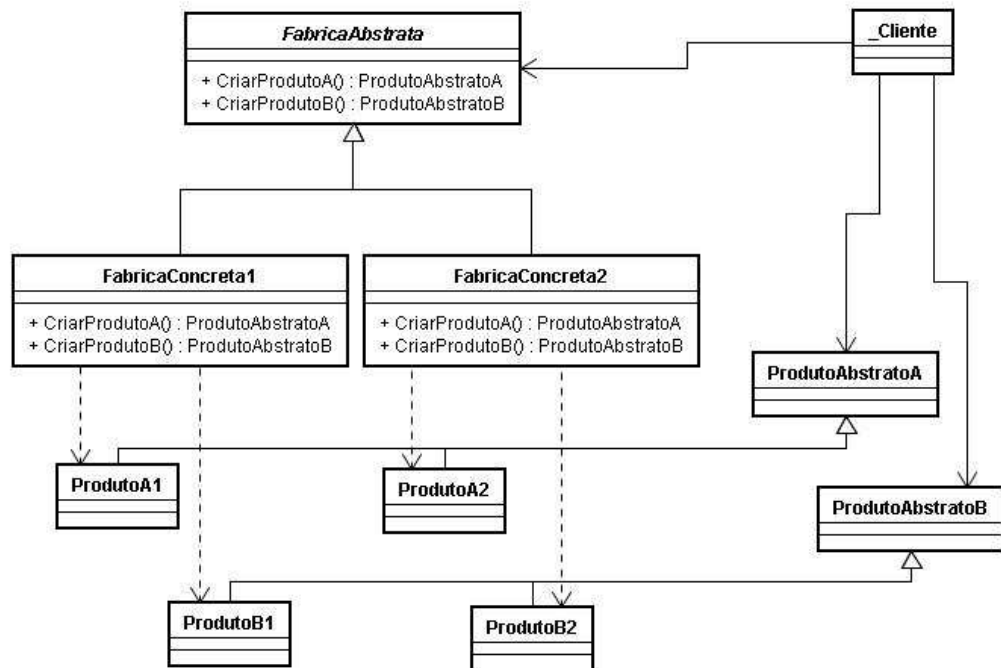 FabricaAbstrata
+ CriarProdutoA() : ProdutoAbstratoA
+ CriarProdutoB() : ProdutoAbstratoB
_Cliente
FabricaConcreta1
+ CriarProdutoA() : ProdutoAbstratoA
+ CriarProdutoB() : ProdutoAbstratoB
FabricaConcreta2
+ CriarProdutoA() : ProdutoAbstratoA
+ CriarProdutoB() : ProdutoAbstratoB
ProdutoAbstratoA
ProdutoA1
ProdutoA2
ProdutoAbstratoB
ProdutoB1
ProdutoB2